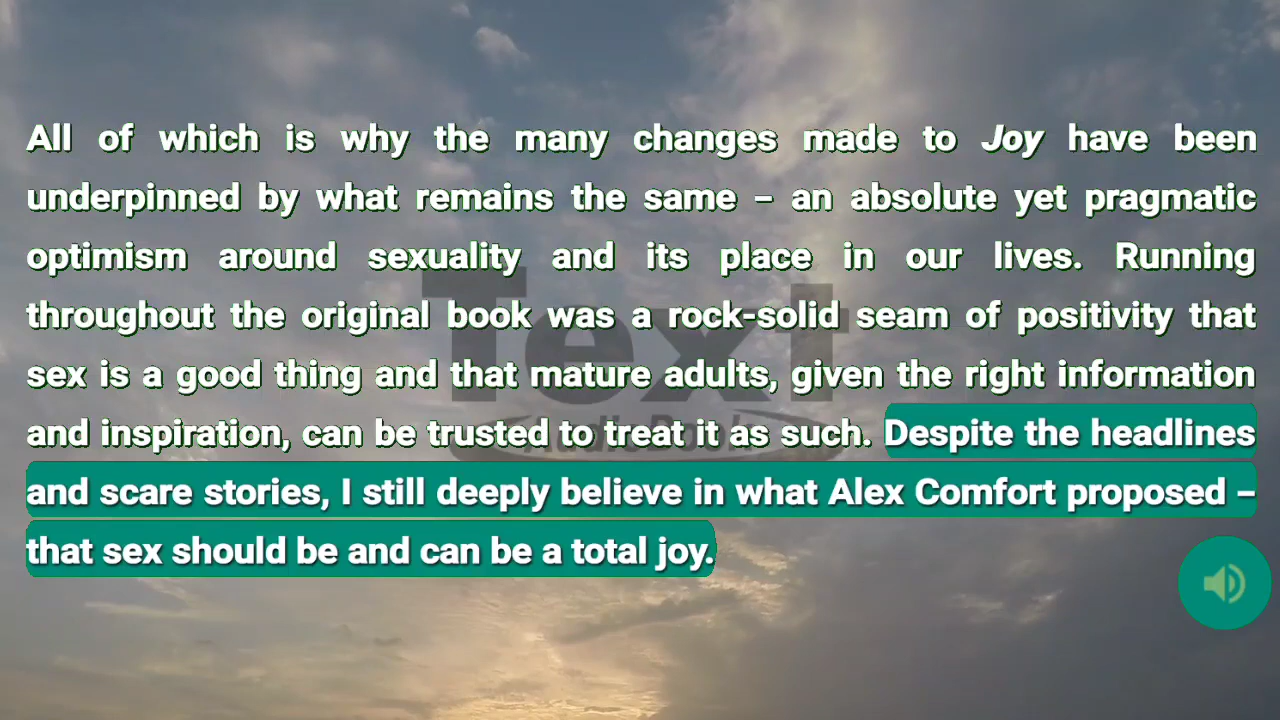 All of which is why the many changes made to Joy have been
underpinned by what remains the same – an absolute yet pragmatic
optimism around sexuality and its place in our lives. Running
throughout the original book was a rock-solid seam of positivity that
sex is a good thing and that mature adults, given the right information
and inspiration, can be trusted to treat it as such. Despite the headlines
and scare stories, I still deeply believe in what Alex Comfort proposed –
that sex should be and can be a total joy.
Text
AudioBook